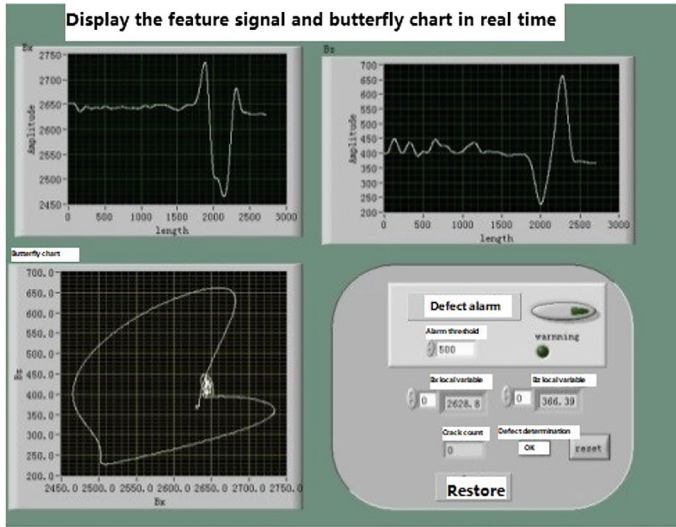 Display the feature signal and butterfly chart in real time
Bx
2750
2700
2650
2600
2550
2500
2450
Amplitude
0 500 1000 1500 2000 2500 3000
length
Bz
700
650
600
550
500
450
400
350
300
250
200
Amplitude
0 500 1000 1500 2000 2500 3000
length
Butterfly chart
700.0
650.0
600.0
550.0
500.0
450.0
400.0
350.0
300.0
250.0
200.0
Bz
2450.0 2500.0 2550.0 2600.0 2650.0 2700.0 2750.0
Bx
Defect alarm
Alarm threshold
500
warnning
Bx local variable
Bz local variable
0 2628.8
0 366.39
Crack count
Defect determination
0
OK
reset
Restore